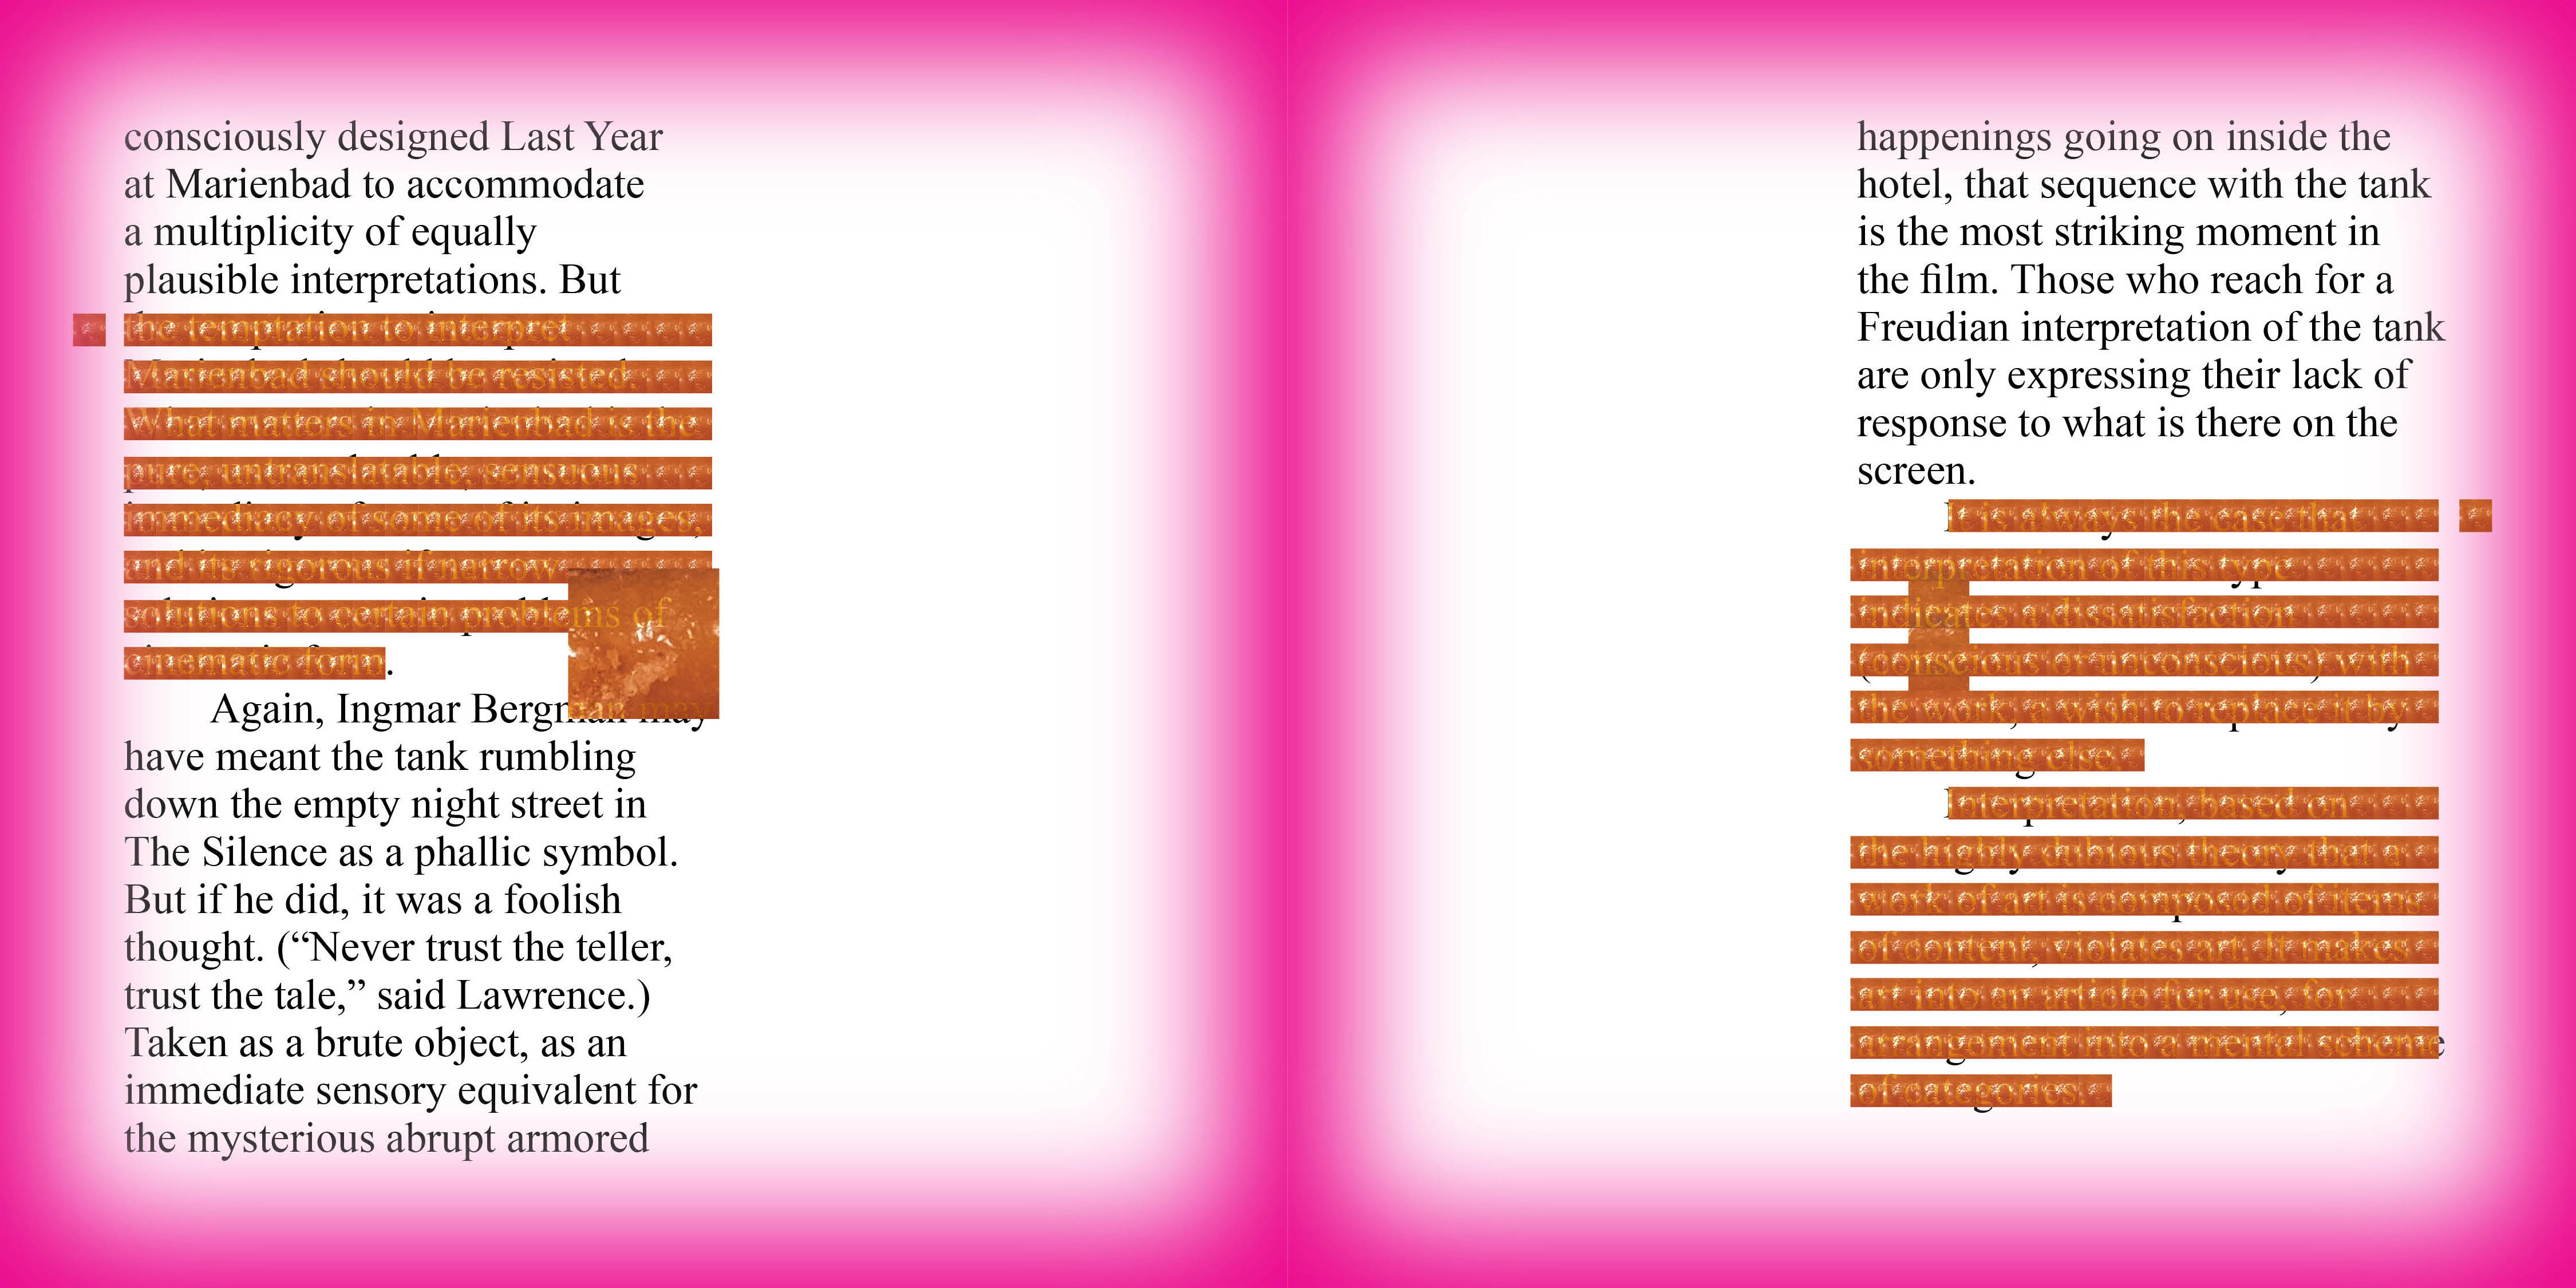 consciously designed Last Year
at Marienbad to accommodate
a multiplicity of equally
plausible interpretations. But
the temptation to interpret
Marienbad should be resisted.
What matters in Marienbad is the
pure, untranslatable, sensuous
immediacy of some of its images,
and its rigorous if narrow
solutions to certain problems of
cinematic form.
Again, Ingmar Bergman may
have meant the tank rumbling
down the empty night street in
The Silence as a phallic symbol.
But if he did, it was a foolish
thought. (“Never trust the teller,
trust the tale,” said Lawrence.)
Taken as a brute object, as an
immediate sensory equivalent for
the mysterious abrupt armored
happenings going on inside the
hotel, that sequence with the tank
is the most striking moment in
the film. Those who reach for a
Freudian interpretation of the tank
are only expressing their lack of
response to what is there on the
screen.
It is always the case that
interpretation of this type
indicates a dissatisfaction
(conscious or unconscious) with
the work, a wish to replace it by
something else.
Interpretation, based on
the highly dubious theory that a
work of art is composed of items
of content, violates art. It makes
art into an article for use, for
arrangement into a mental scheme
of categories.